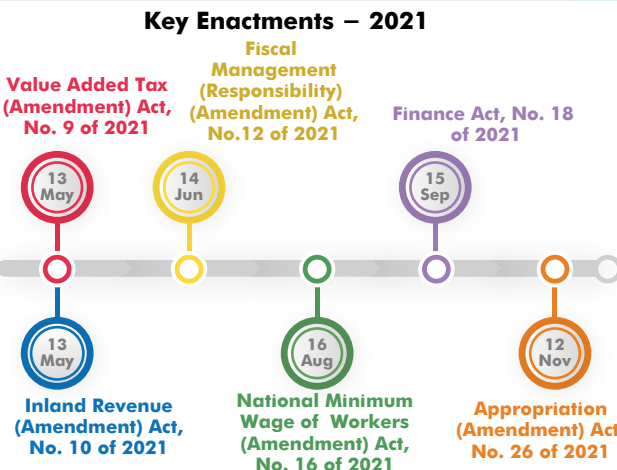 Key Enactments – 2021
Value Added Tax
(Amendment) Act,
No. 9 of 2021
Fiscal
Management
(Responsibility)
(Amendment) Act,
No.12 of 2021
Finance Act, No. 18
of 2021
13
May
14
Jun
15
Sep
13
May
16
Aug
12
Nov
Inland Revenue
(Amendment) Act,
No. 10 of 2021
National Minimum
Wage of Workers
(Amendment) Act,
No. 16 of 2021
Appropriation
(Amendment) Act
No. 26 of 2021